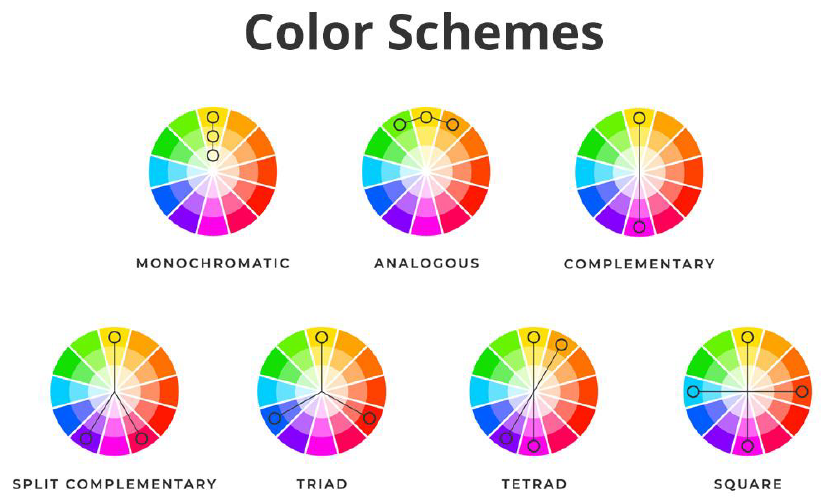 Color Schemes
MONOCHROMATIC
ANALOGOUS
COMPLEMENTARY
SPLIT COMPLEMENTARY
TRIAD
TETRAD
SQUARE